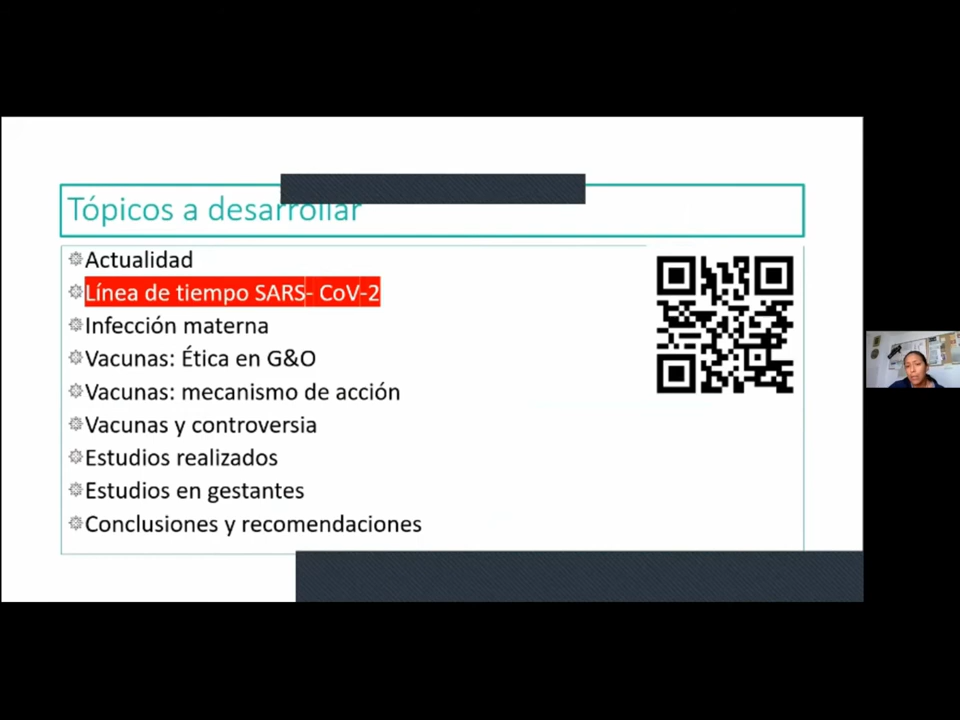 Tópicos a desarrollar
Actualidad
Línea de tiempo SARS- CoV-2
Infección materna
Vacunas: Ética en G&O
Vacunas: mecanismo de acción
Vacunas y controversia
Estudios realizados
Estudios en gestantes
Conclusiones y recomendaciones